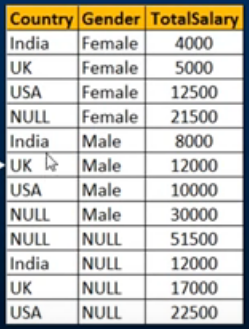 Country Gender TotalSalary
India Female 4000
UK Female 5000
USA Female 12500
NULL Female 21500
India Male 8000
UK Male 12000
USA Male 10000
NULL Male 30000
NULL NULL 51500
India NULL 12000
UK NULL 17000
USA NULL 22500